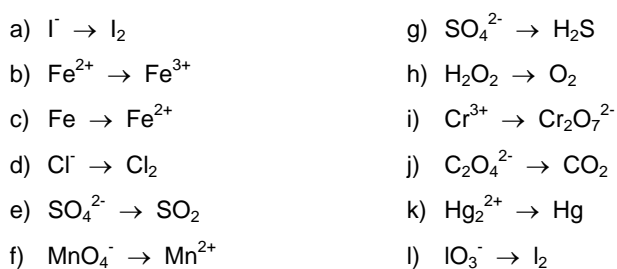 a) I⁻ → I₂
b) Fe²⁺ → Fe³⁺
c) Fe → Fe²⁺
d) Cl⁻ → Cl₂
e) SO₄²⁻ → SO₂
f) MnO₄⁻ → Mn²⁺
g) SO₄²⁻ → H₂S
h) H₂O₂ → O₂
i) Cr³⁺ → Cr₂O₇²⁻
j) C₂O₄²⁻ → CO₂
k) Hg₂²⁺ → Hg
l) IO₃⁻ → I₂